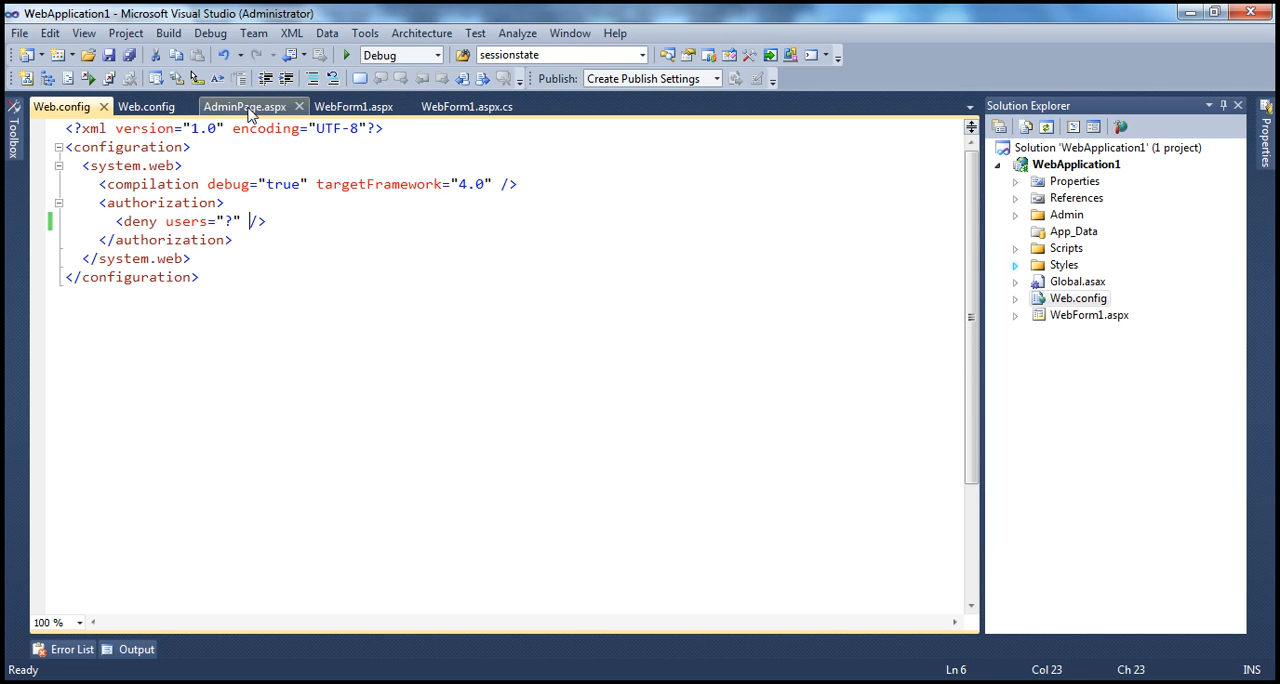 WebApplication1 - Microsoft Visual Studio (Administrator)
File Edit View Project Build Debug Team XML Data Tools Architecture Test Analyze Window Help
Debug sessionstate
Publish: Create Publish Settings
Web.config Web.config AdminPage.aspx WebForm1.aspx WebForm1.aspx.cs
Toolbox
<?xml version="1.0" encoding="UTF-8"?>
<configuration>
<system.web>
<compilation debug="true" targetFramework="4.0" />
<authorization>
<deny users="?" />
</authorization>
</system.web>
</configuration>
100 %
Solution Explorer
Solution 'WebApplication1' (1 project)
WebApplication1
Properties
References
Admin
App_Data
Scripts
Styles
Global.asax
Web.config
WebForm1.aspx
Properties
Error List Output
Ready Ln 6 Col 23 Ch 23 INS